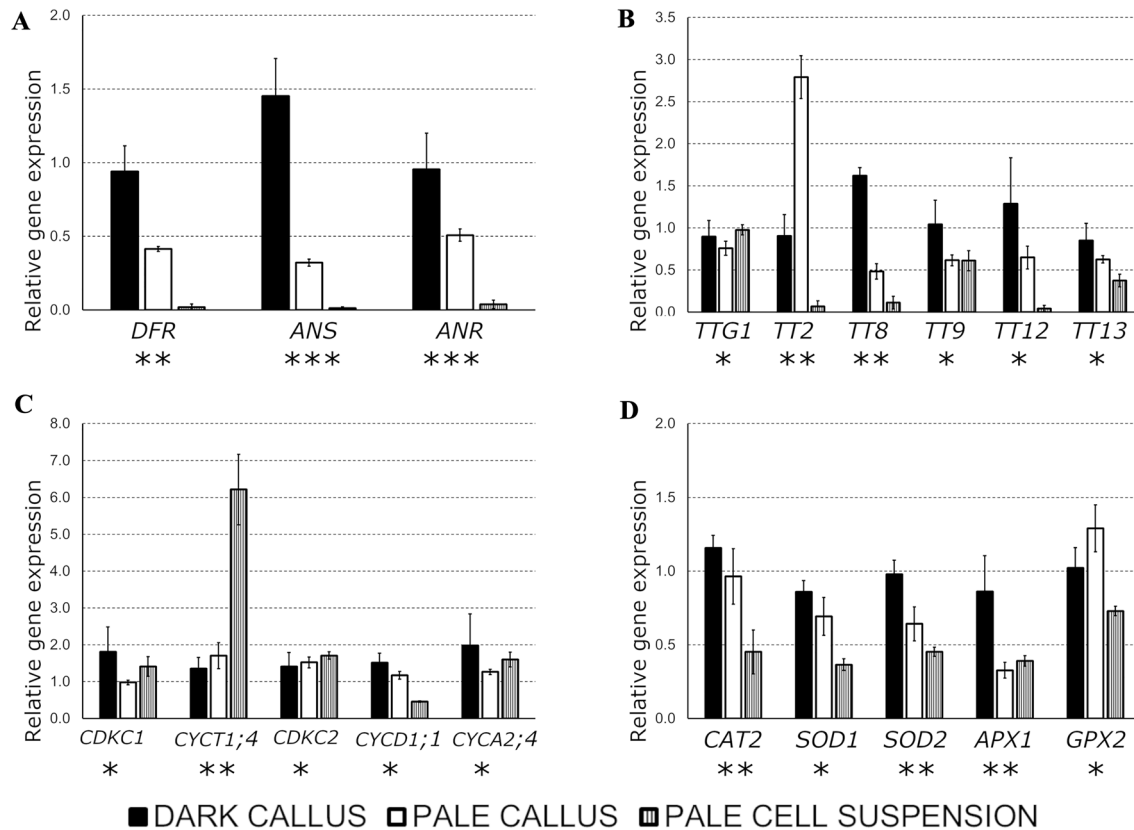 A
Relative gene expression
2.0
1.5
1.0
0.5
0.0
DFR ANS ANR
** *** ***
B
Relative gene expression
3.5
3.0
2.5
2.0
1.5
1.0
0.5
0.0
TTG1 TT2 TT8 TT9 TT12 TT13
* ** ** * * *
C
Relative gene expression
8.0
7.0
6.0
5.0
4.0
3.0
2.0
1.0
0.0
CDKC1 CYCT1;4 CDKC2 CYCD1;1 CYCA2;4
* ** * * *
D
Relative gene expression
2.0
1.5
1.0
0.5
0.0
CAT2 SOD1 SOD2 APX1 GPX2
** * ** ** *
DARK CALLUS PALE CALLUS PALE CELL SUSPENSION